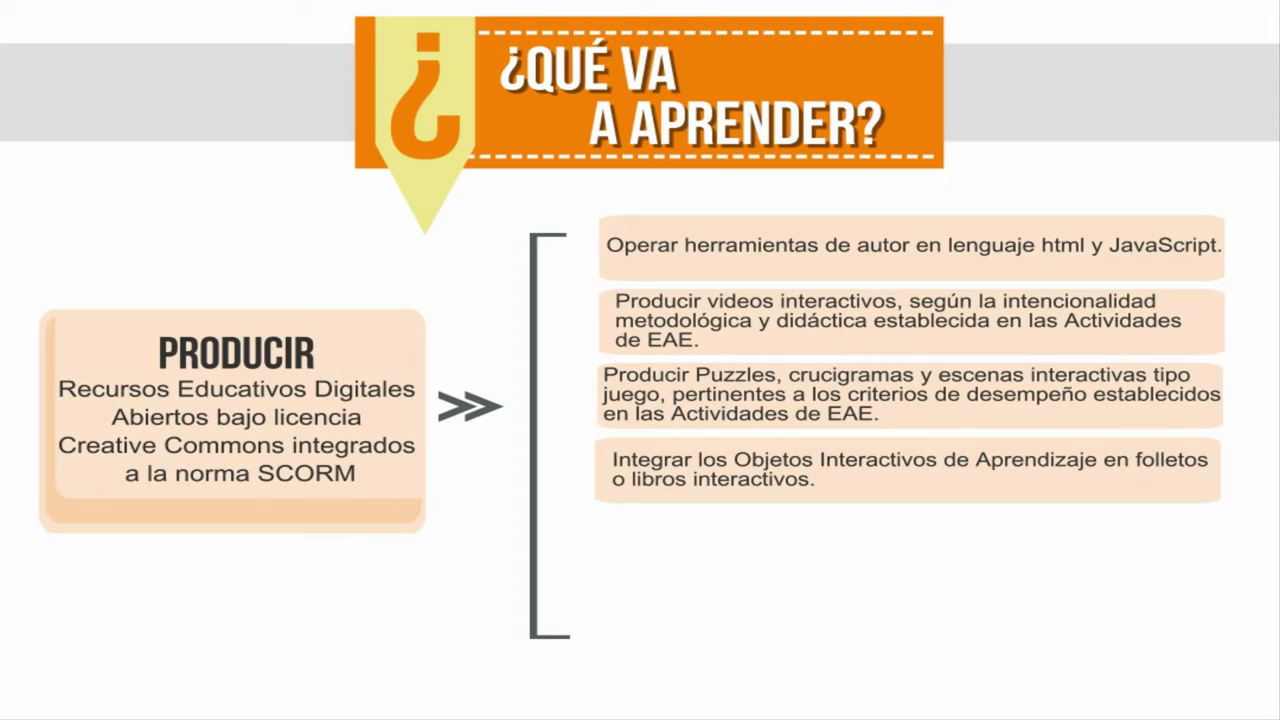 ¿
¿QUÉ VA
A APRENDER?
PRODUCIR
Recursos Educativos Digitales
Abiertos bajo licencia
Creative Commons integrados
a la norma SCORM
Operar herramientas de autor en lenguaje html y JavaScript.
Producir videos interactivos, según la intencionalidad
metodológica y didáctica establecida en las Actividades
de EAE.
Producir Puzzles, crucigramas y escenas interactivas tipo
juego, pertinentes a los criterios de desempeño establecidos
en las Actividades de EAE.
Integrar los Objetos Interactivos de Aprendizaje en folletos
o libros interactivos.